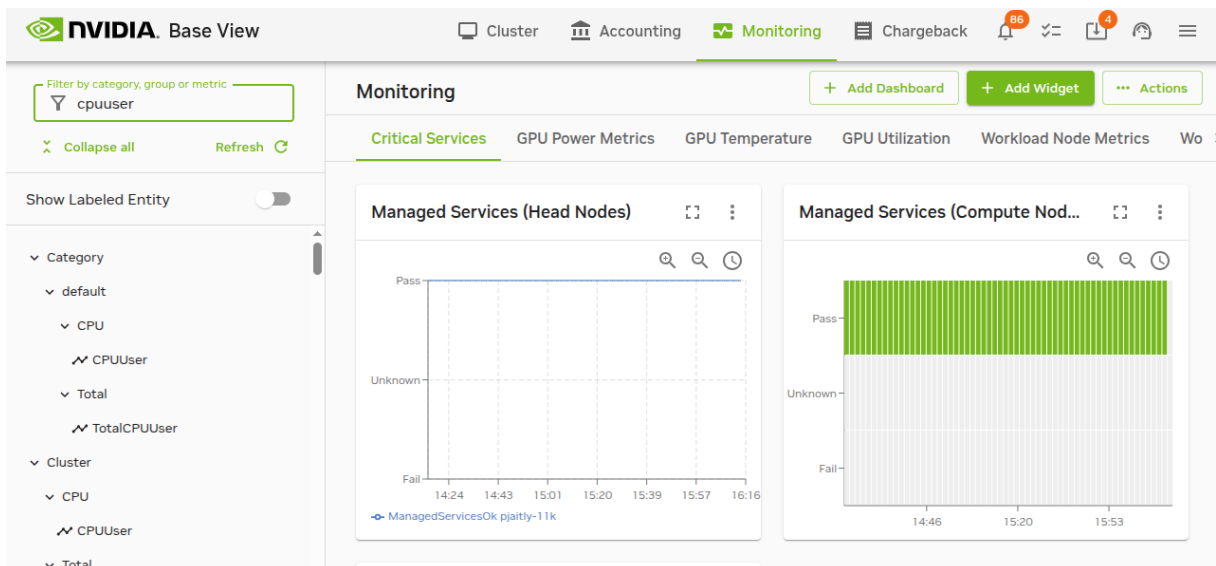 NVIDIA. Base View
Cluster
Accounting
Monitoring
Chargeback
86
4
Filter by category, group or metric
cpuuser
Collapse all
Refresh
Show Labeled Entity
Category
default
CPU
CPUUser
Total
TotalCPUUser
Cluster
CPU
CPUUser
Total
Monitoring
+ Add Dashboard
+ Add Widget
Actions
Critical Services
GPU Power Metrics
GPU Temperature
GPU Utilization
Workload Node Metrics
Wo
Managed Services (Head Nodes)
Pass
Unknown
Fail
14:24 14:43 15:01 15:20 15:39 15:57 16:16
ManagedServicesOk pjaitly-11k
Managed Services (Compute Nod...
Pass
Unknown
Fail
14:46 15:20 15:53